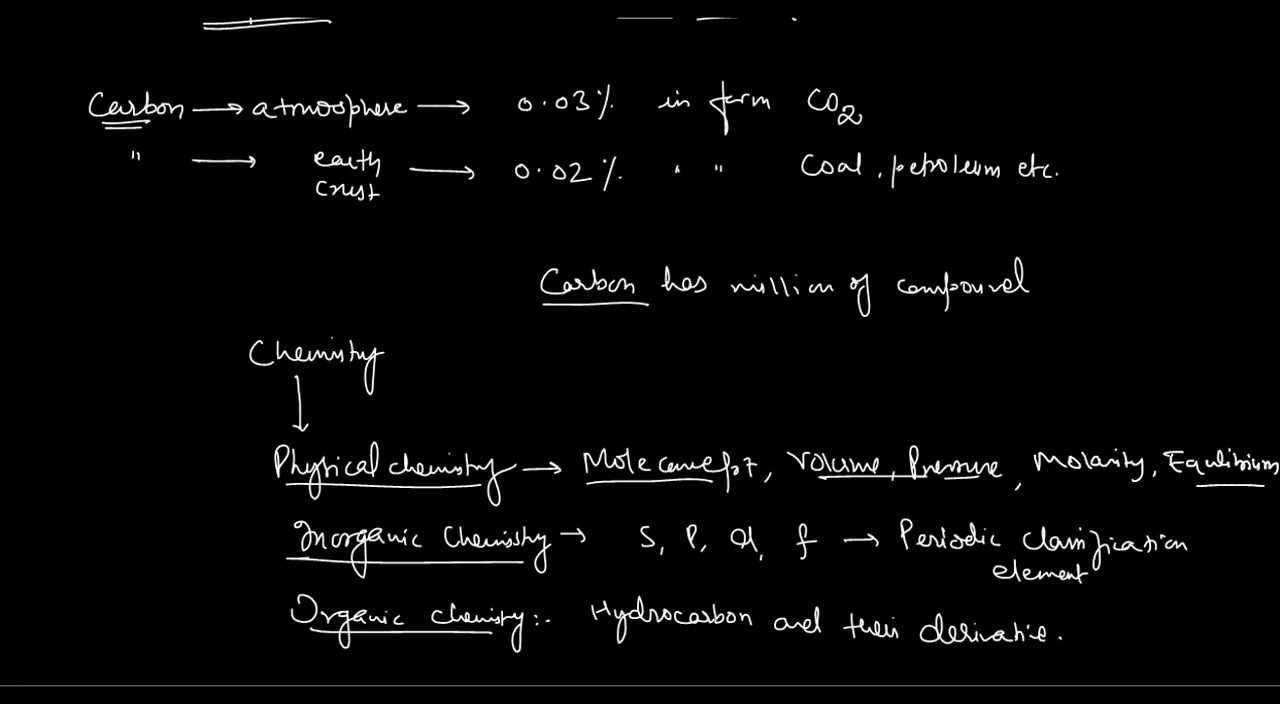 Carbon → atmosphere → 0.03% in form CO2
" → earth crust → 0.02% " " Coal, petroleum etc.
Carbon has million of compound
Chemistry
↓
Physical chemistry → Mole concept, Volume, Pressure, Molarity, Equlibrium
Inorganic Chemistry → S, P, d, f → Periodic classification
element
Organic chemistry:- Hydrocarbon and their derivative.